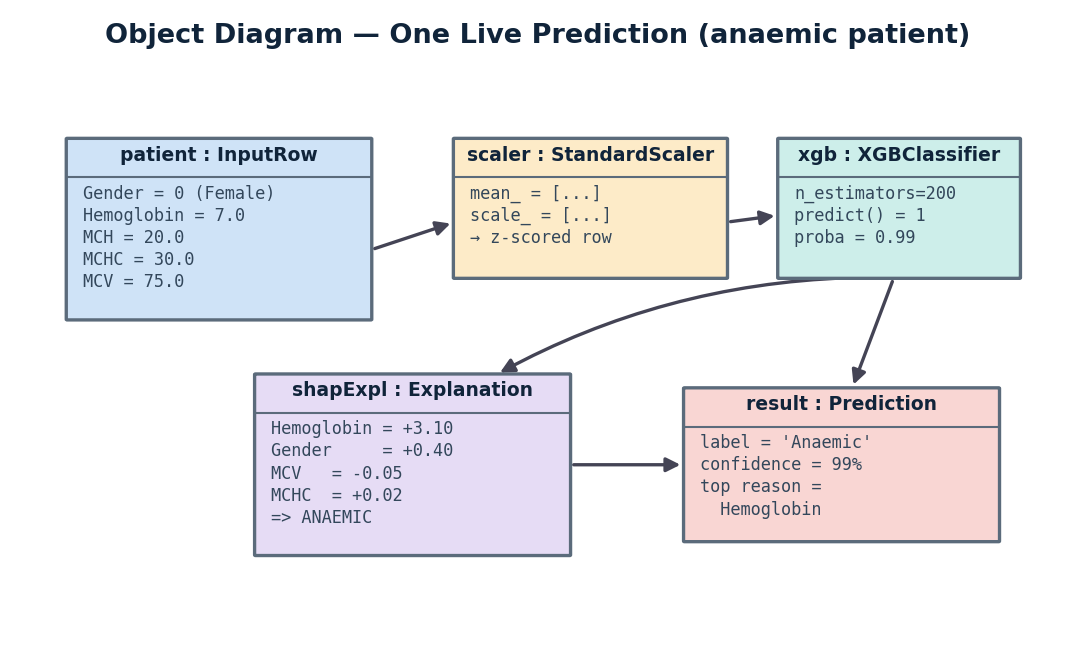 Object Diagram — One Live Prediction (anaemic patient)
patient : InputRow
Gender = 0 (Female)
Hemoglobin = 7.0
MCH = 20.0
MCHC = 30.0
MCV = 75.0
scaler : StandardScaler
mean_ = [...]
scale_ = [...]
→ z-scored row
xgb : XGBClassifier
n_estimators=200
predict() = 1
proba = 0.99
shapExpl : Explanation
Hemoglobin = +3.10
Gender     = +0.40
MCV   = -0.05
MCHC  = +0.02
=> ANAEMIC
result : Prediction
label = 'Anaemic'
confidence = 99%
top reason =
  Hemoglobin